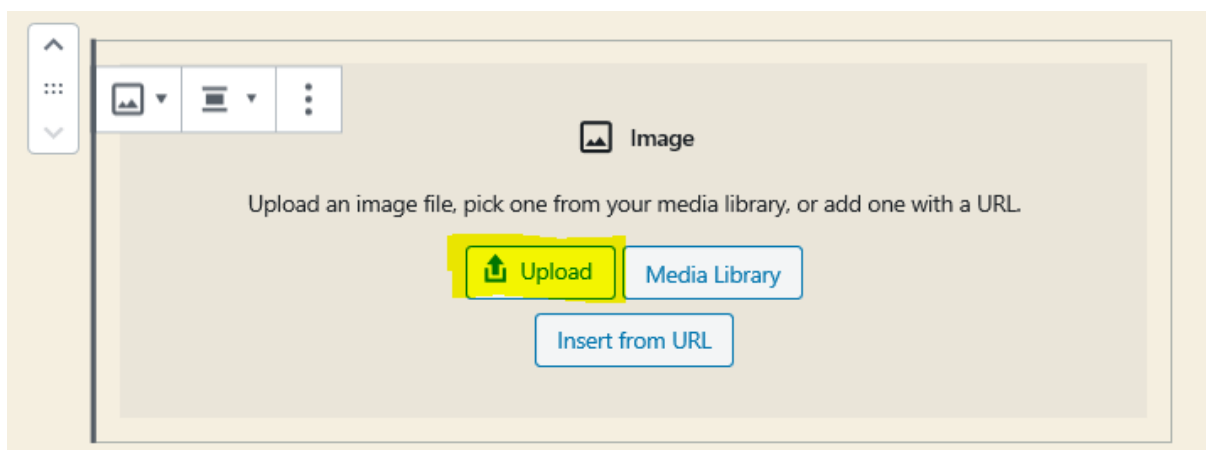 Image
Upload an image file, pick one from your media library, or add one with a URL.
Upload
Media Library
Insert from URL